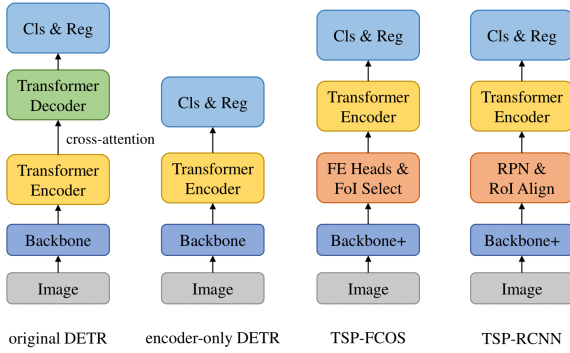 Cls & Reg
Transformer
Decoder
cross-attention
Transformer
Encoder
Backbone
Image
original DETR
Cls & Reg
Transformer
Encoder
Backbone
Image
encoder-only DETR
Cls & Reg
Transformer
Encoder
FE Heads &
FoI Select
Backbone+
Image
TSP-FCOS
Cls & Reg
Transformer
Encoder
RPN &
RoI Align
Backbone+
Image
TSP-RCNN